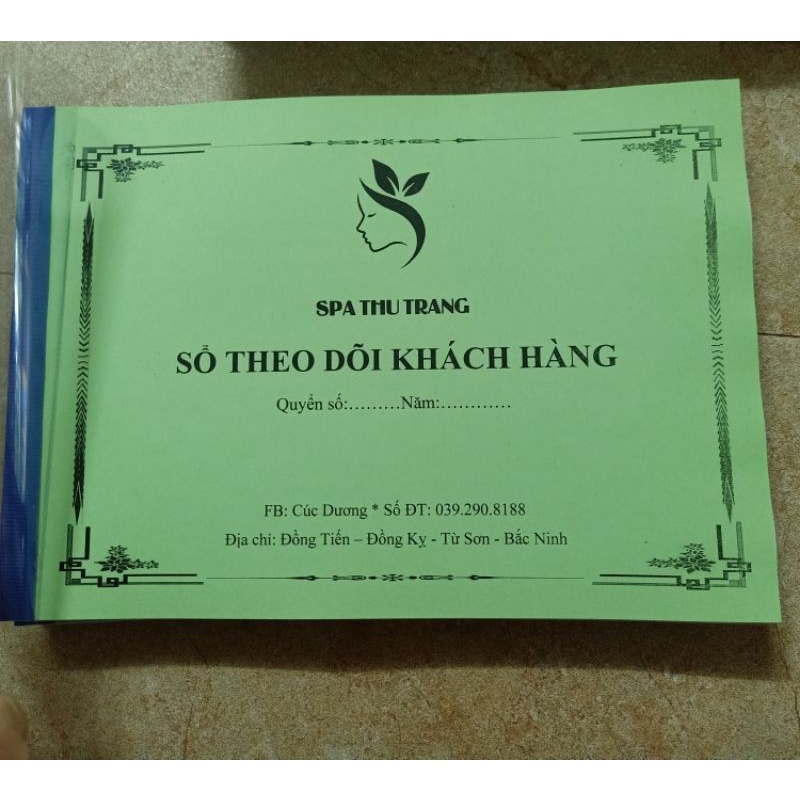 SPA THU TRANG
SỔ THEO DÕI KHÁCH HÀNG
Quyển số:.........Năm:............
FB: Cúc Dương * Số ĐT: 039.290.8188
Địa chỉ: Đồng Tiến – Đồng Kỵ - Từ Sơn - Bắc Ninh